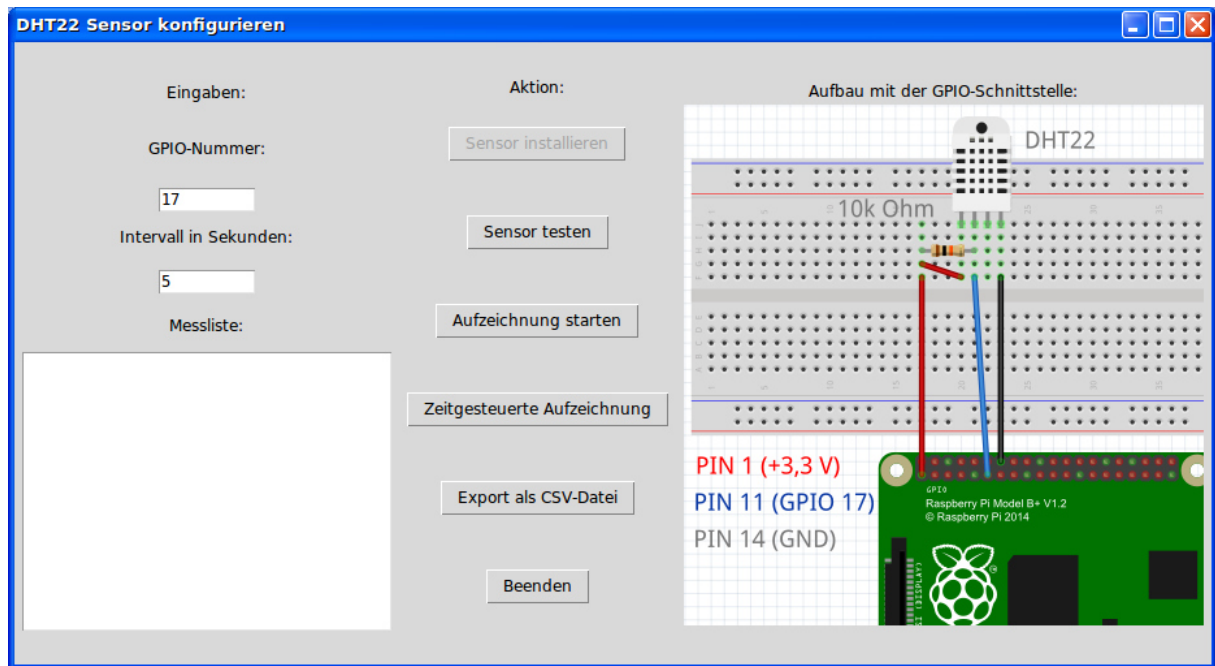 DHT22 Sensor konfigurieren
Eingaben:
GPIO-Nummer:
17
Intervall in Sekunden:
5
Messliste:
Aktion:
Sensor installieren
Sensor testen
Aufzeichnung starten
Zeitgesteuerte Aufzeichnung
Export als CSV-Datei
Beenden
Aufbau mit der GPIO-Schnittstelle:
DHT22
10k Ohm
PIN 1 (+3,3 V)
PIN 11 (GPIO 17)
PIN 14 (GND)
GPIO
Raspberry Pi Model B+ V1.2
© Raspberry Pi 2014